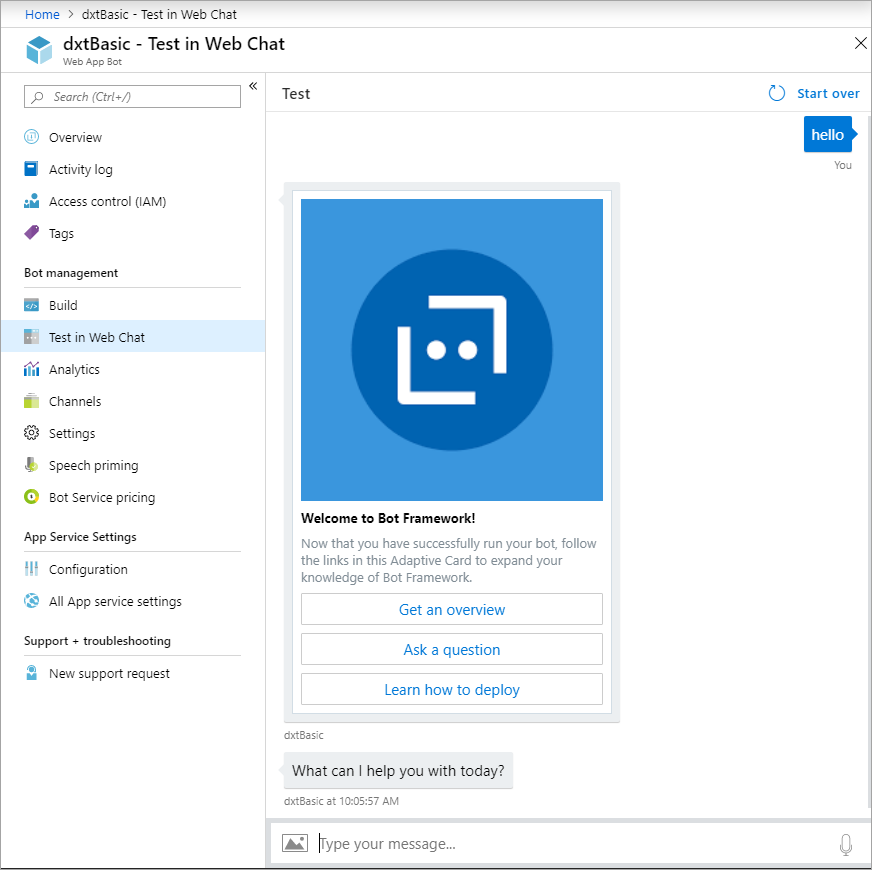 Home > dxtBasic - Test in Web Chat
dxtBasic - Test in Web Chat
Web App Bot
Search (Ctrl+/)
«
Overview
Activity log
Access control (IAM)
Tags
Bot management
Build
Test in Web Chat
Analytics
Channels
Settings
Speech priming
Bot Service pricing
App Service Settings
Configuration
All App service settings
Support + troubleshooting
New support request
Test
Start over
hello
You
Welcome to Bot Framework!
Now that you have successfully run your bot, follow
the links in this Adaptive Card to expand your
knowledge of Bot Framework.
Get an overview
Ask a question
Learn how to deploy
dxtBasic
What can I help you with today?
dxtBasic at 10:05:57 AM
Type your message...